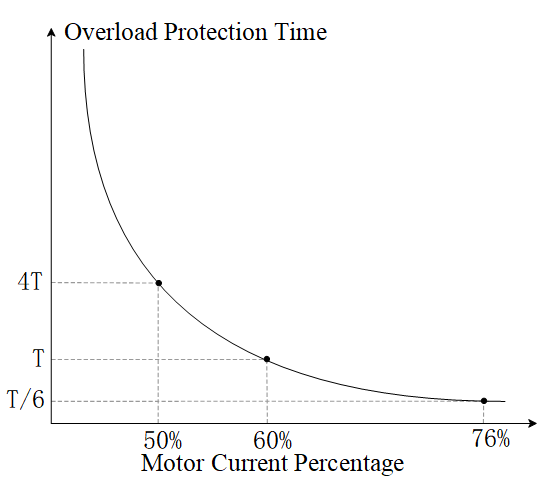 Overload Protection Time
4T
T
T/6
50%
60%
76%
Motor Current Percentage